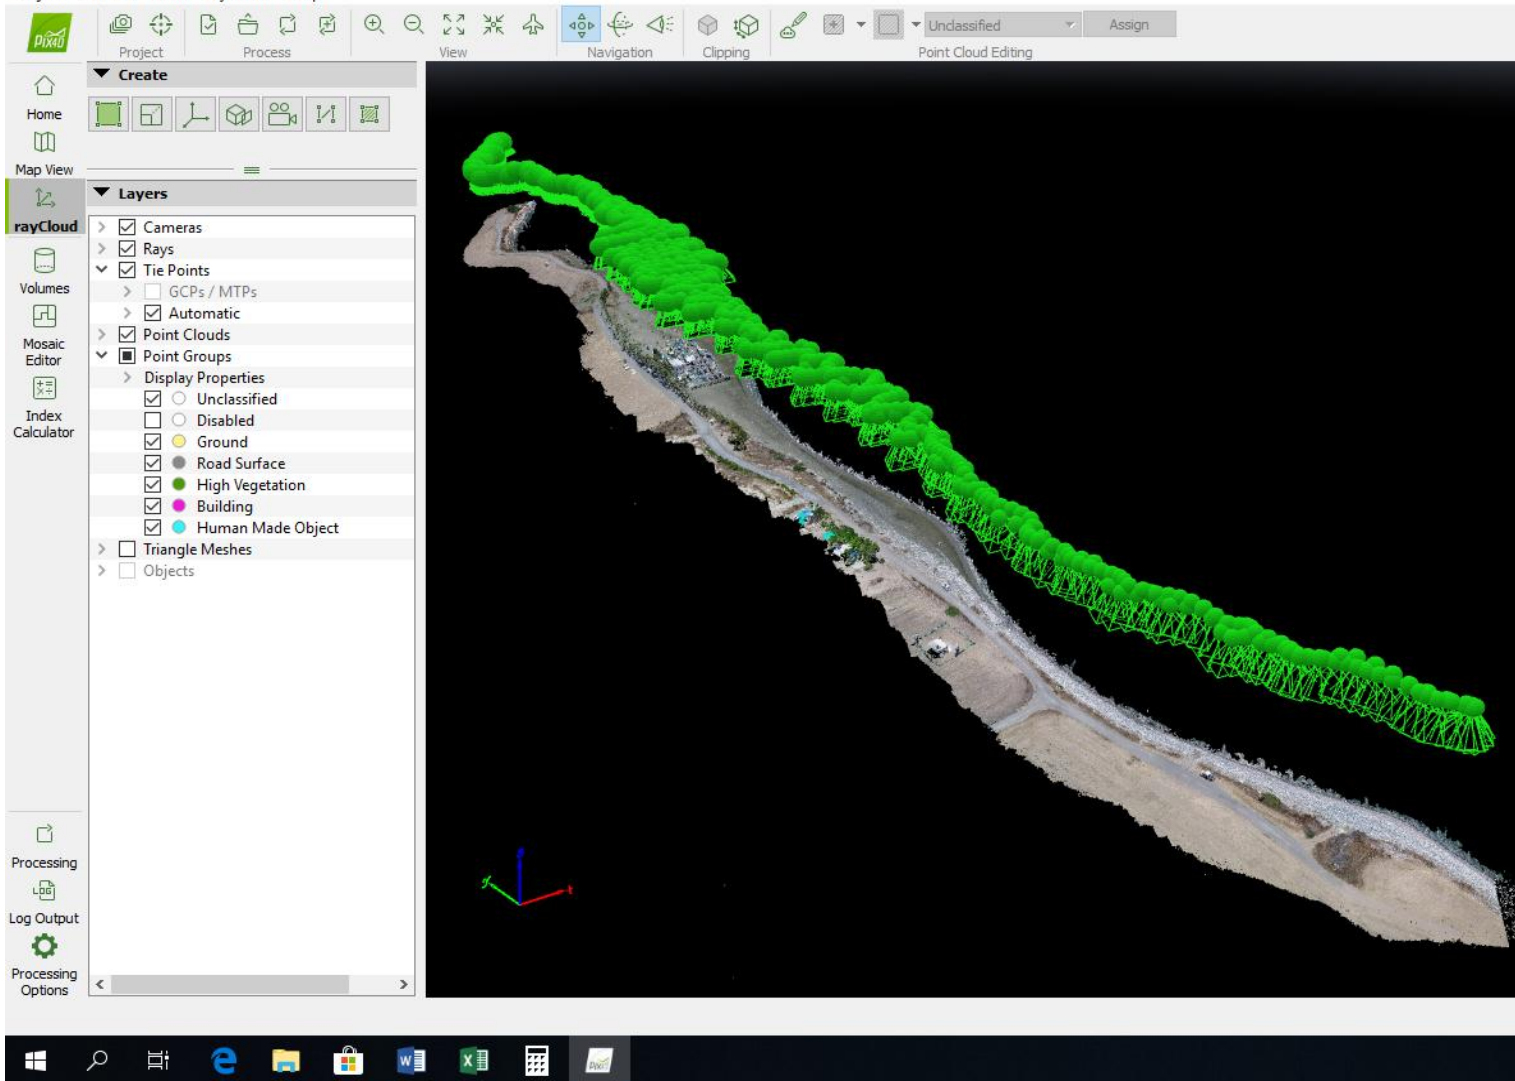 Project
Process
View
Navigation
Clipping
Unclassified
Assign
Point Cloud Editing
PIX4D
Home
Map View
rayCloud
Volumes
Mosaic
Editor
Index
Calculator
Processing
LOG
Log Output
Processing
Options
Create
Layers
Cameras
Rays
Tie Points
GCPs / MTPs
Automatic
Point Clouds
Point Groups
Display Properties
Unclassified
Disabled
Ground
Road Surface
High Vegetation
Building
Human Made Object
Triangle Meshes
Objects